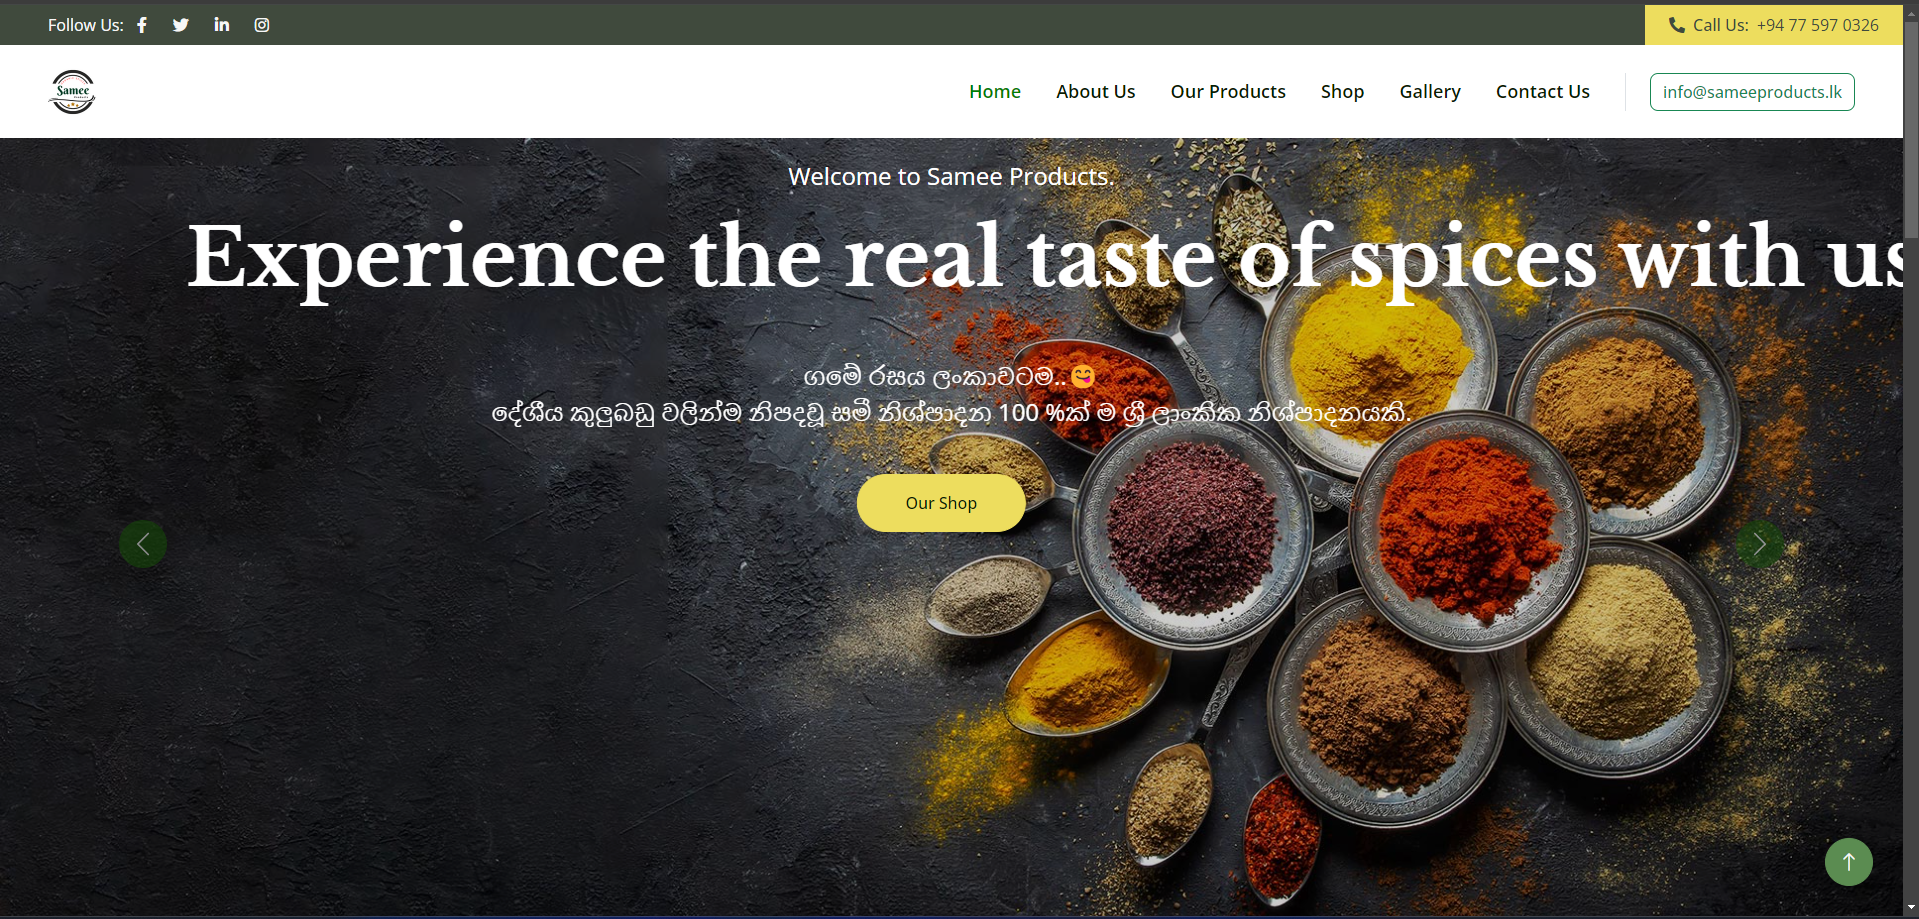 Follow Us:
Call Us: +94 77 597 0326
Samee
Home About Us Our Products Shop Gallery Contact Us info@sameeproducts.lk
Welcome to Samee Products.
Experience the real taste of spices with us
ගමේ රසය ලංකාවටම..😋
දේශීය කුලුබඩු වලින්ම නිපදවූ සමී නිශ්පාදන 100 %ක් ම ශ්‍රී ලාංකික නිශ්පාදනයකි.
Our Shop